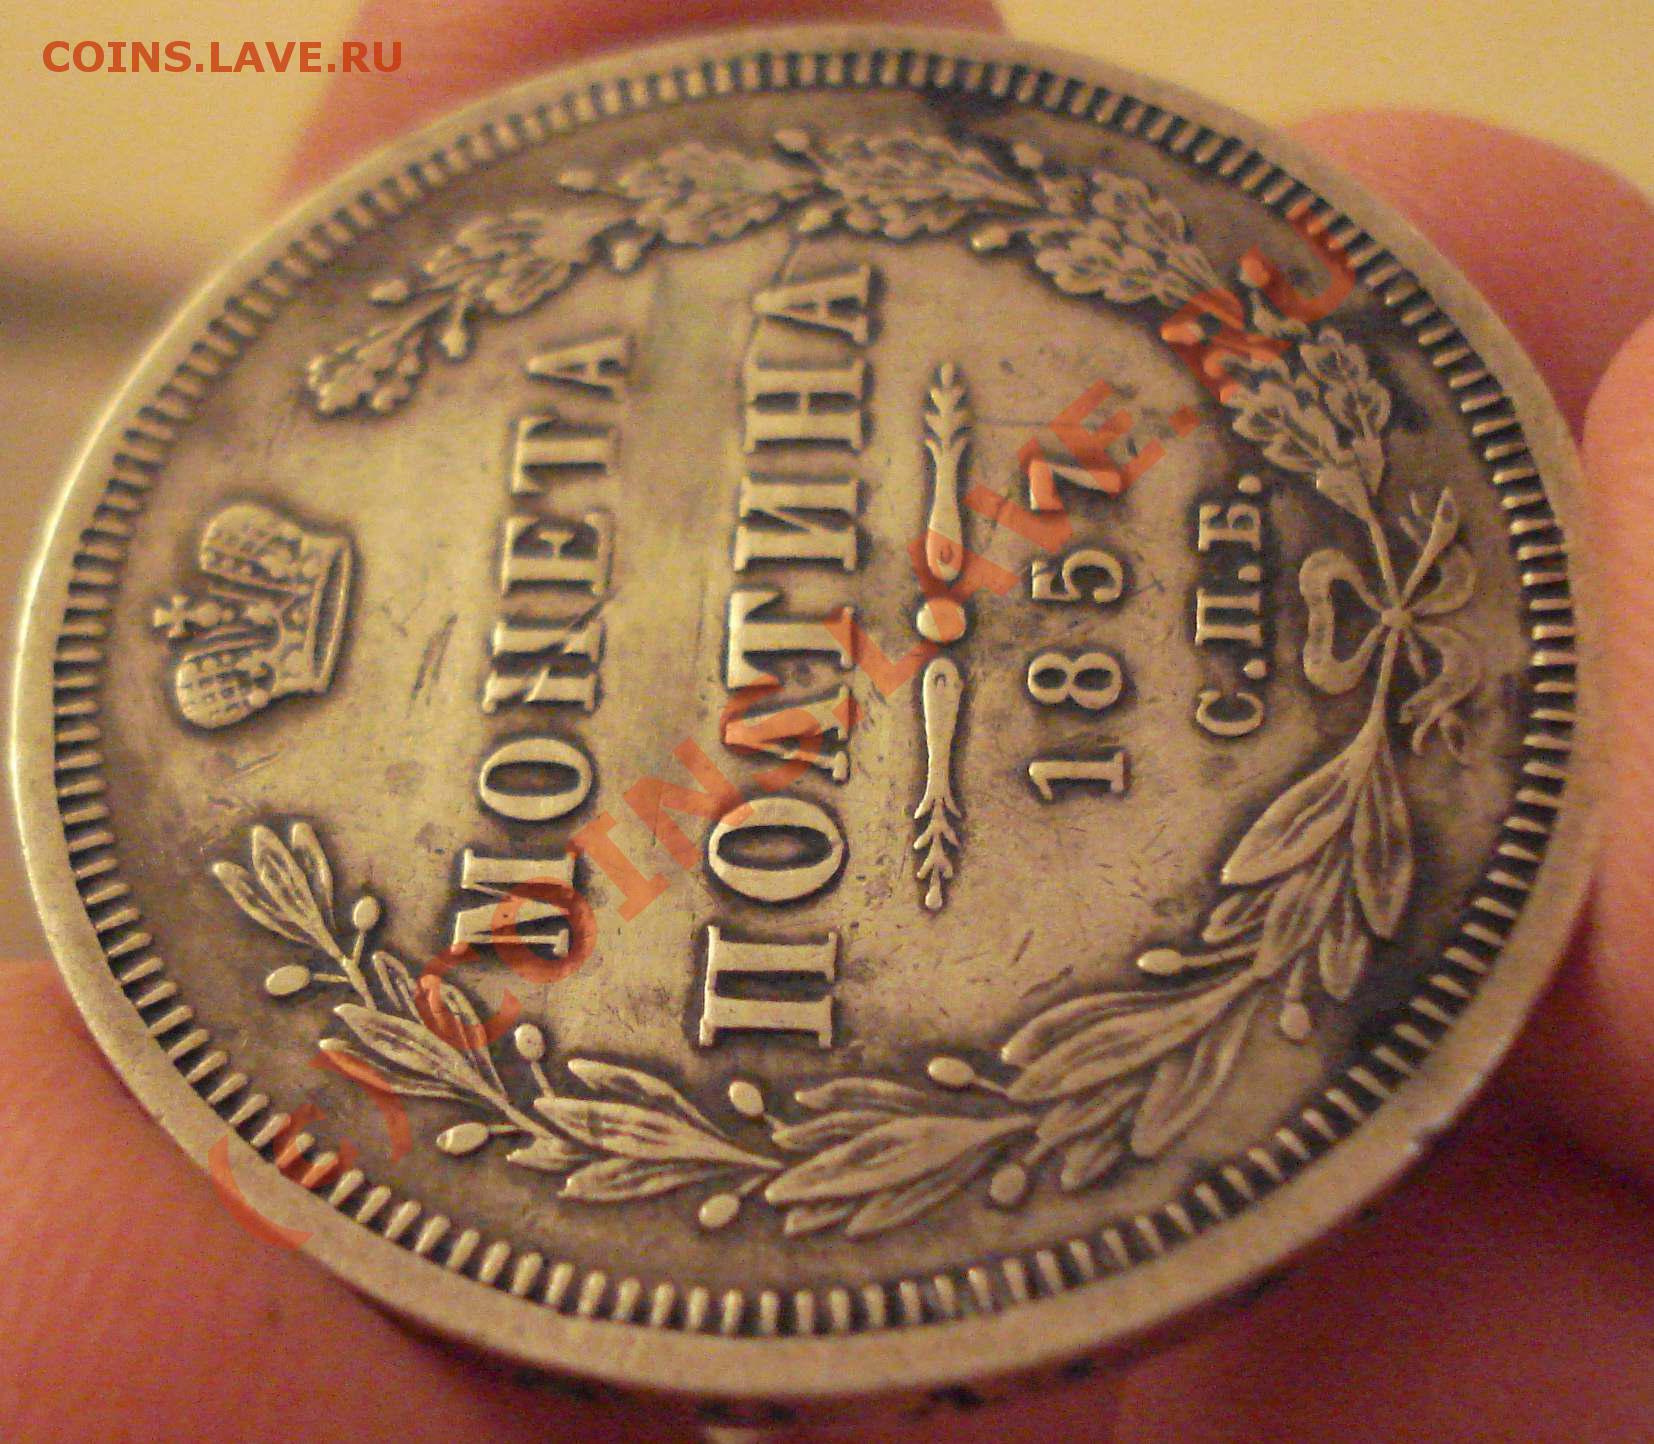 COINS.LAVE.RU
МОНЕТА
ПОЛТИНА
1857
С.П.Б.
(c) COINS.LAVE.RU